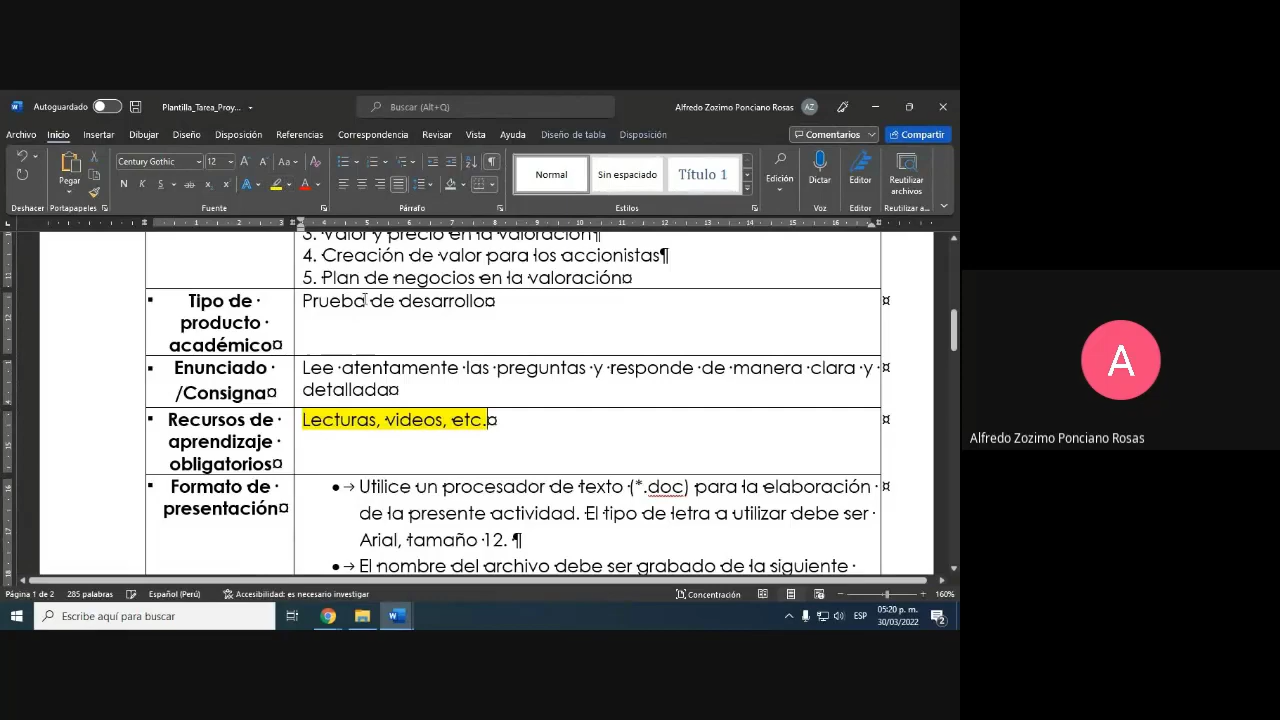 Autoguardado
Plantilla_Tarea_Proy...
Buscar (Alt+Q)
Alfredo Zozimo Ponciano Rosas
AZ
Archivo Inicio Insertar Dibujar Diseño Disposición Referencias Correspondencia Revisar Vista Ayuda Diseño de tabla Disposición
Comentarios
Compartir
Century Gothic 12
Pegar
N K S
Normal
Sin espaciado
Título 1
Edición
Dictar
Editor
Reutilizar
archivos
Deshacer Portapapeles Fuente Párrafo Estilos Voz Editor Reutilizar a...
3. Valor y precio en la valoración¶
4. Creación de valor para los accionistas¶
5. Plan de negocios en la valoración¤
Tipo de
producto
académico¤
Prueba de desarrollo¤
Enunciado
/Consigna¤
Lee atentamente las preguntas y responde de manera clara y
detallada¤
Recursos de
aprendizaje
obligatorios¤
Lecturas, videos, etc.¤
Formato de
presentación¤
Utilice un procesador de texto (*.doc) para la elaboración
de la presente actividad. El tipo de letra a utilizar debe ser
Arial, tamaño 12. ¶
El nombre del archivo debe ser grabado de la siguiente
Página 1 de 2 285 palabras Español (Perú) Accesibilidad: es necesario investigar
Concentración
160%
Escribe aquí para buscar
ESP
05:20 p. m.
30/03/2022
2
A
Alfredo Zozimo Ponciano Rosas